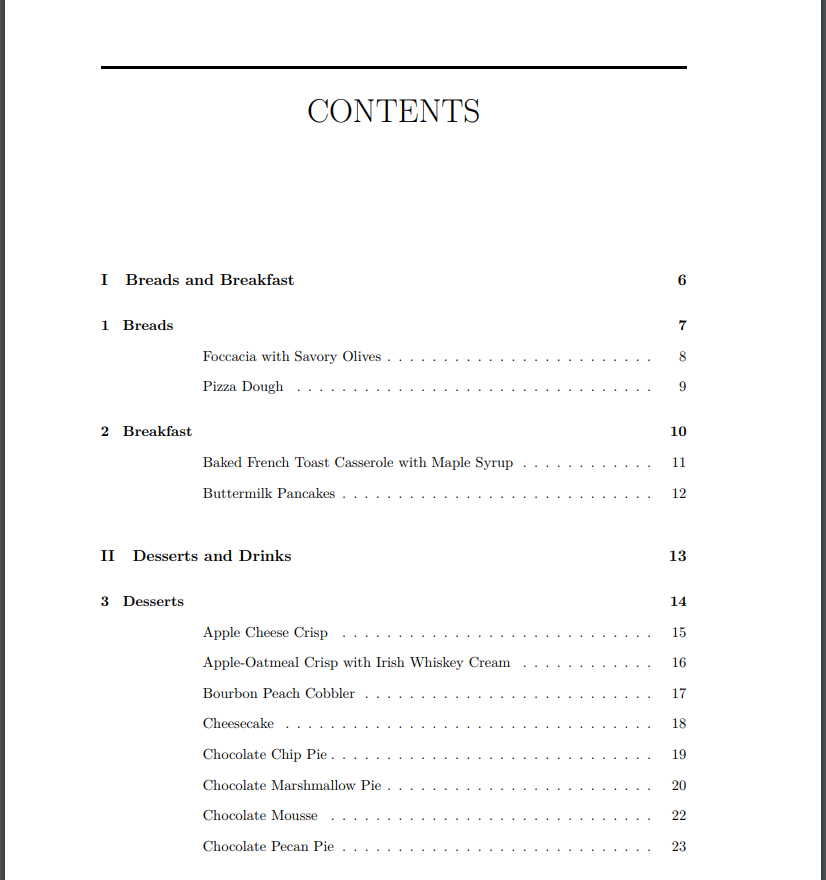 CONTENTS
I Breads and Breakfast 6
1 Breads 7
Foccacia with Savory Olives . . . . . . . . . . . . . . . . . . . . . . . . 8
Pizza Dough . . . . . . . . . . . . . . . . . . . . . . . . . . . . . . . . 9
2 Breakfast 10
Baked French Toast Casserole with Maple Syrup . . . . . . . . . . . . 11
Buttermilk Pancakes . . . . . . . . . . . . . . . . . . . . . . . . . . . . 12
II Desserts and Drinks 13
3 Desserts 14
Apple Cheese Crisp . . . . . . . . . . . . . . . . . . . . . . . . . . . . 15
Apple-Oatmeal Crisp with Irish Whiskey Cream . . . . . . . . . . . . 16
Bourbon Peach Cobbler . . . . . . . . . . . . . . . . . . . . . . . . . . 17
Cheesecake . . . . . . . . . . . . . . . . . . . . . . . . . . . . . . . . . 18
Chocolate Chip Pie . . . . . . . . . . . . . . . . . . . . . . . . . . . . . 19
Chocolate Marshmallow Pie . . . . . . . . . . . . . . . . . . . . . . . . 20
Chocolate Mousse . . . . . . . . . . . . . . . . . . . . . . . . . . . . . 22
Chocolate Pecan Pie . . . . . . . . . . . . . . . . . . . . . . . . . . . . 23